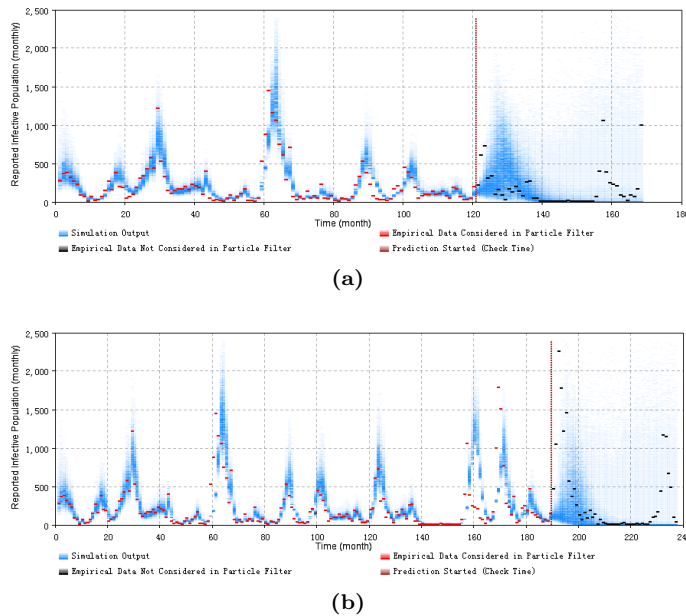 2,500
2,000
1,500
1,000
500
0
Reported Infective Population (monthly)
0 20 40 60 80 100 120 140 160 18
Time (month)
Simulation Output Empirical Data Considered in Particle Filter
Empirical Data Not Considered in Particle Filter Prediction Started (Check Time)
(a)
2,500
2,000
1,500
1,000
500
0
Reported Infective Population (monthly)
0 20 40 60 80 100 120 140 160 180 200 220 24
Time (month)
Simulation Output Empirical Data Considered in Particle Filter
Empirical Data Not Considered in Particle Filter Prediction Started (Check Time)
(b)